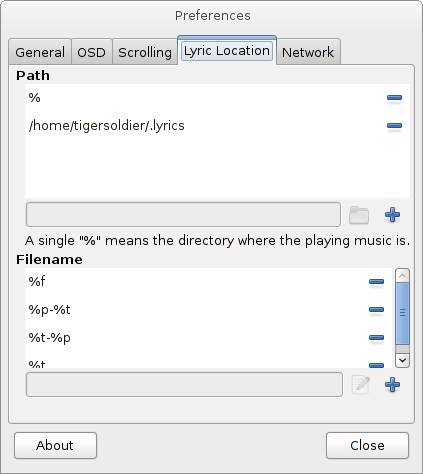 Preferences
General OSD Scrolling Lyric Location Network
Path
%
/home/tigersoldier/.lyrics
A single "%" means the directory where the playing music is.
Filename
%f
%p-%t
%t-%p
%t
About Close